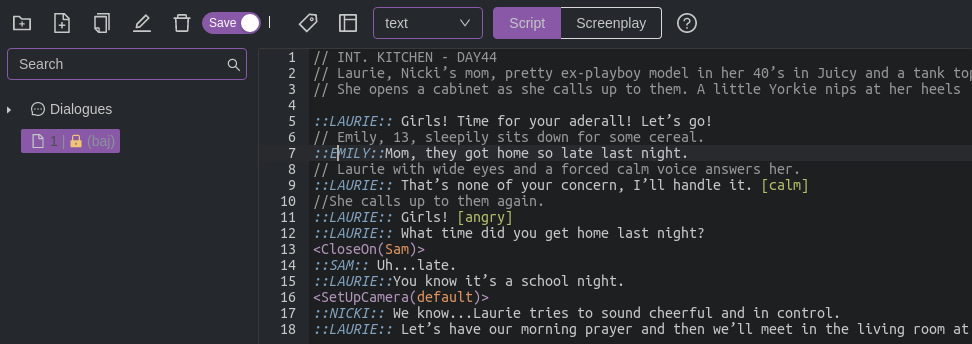 Save
text
Script
Screenplay
Search
Dialogues
1 | (baj)
1 // INT. KITCHEN - DAY44
2 // Laurie, Nicki’s mom, pretty ex-playboy model in her 40’s in Juicy and a tank top
3 // She opens a cabinet as she calls up to them. A little Yorkie nips at her heels
4
5 ::LAURIE:: Girls! Time for your aderall! Let’s go!
6 // Emily, 13, sleepily sits down for some cereal.
7 ::EMILY::Mom, they got home so late last night.
8 // Laurie with wide eyes and a forced calm voice answers her.
9 ::LAURIE:: That’s none of your concern, I’ll handle it. [calm]
10 //She calls up to them again.
11 ::LAURIE:: Girls! [angry]
12 ::LAURIE:: What time did you get home last night?
13 <CloseOn(Sam)>
14 ::SAM:: Uh...late.
15 ::LAURIE::You know it’s a school night.
16 <SetUpCamera(default)>
17 ::NICKI:: We know...Laurie tries to sound cheerful and in control.
18 ::LAURIE:: Let’s have our morning prayer and then we’ll meet in the living room at